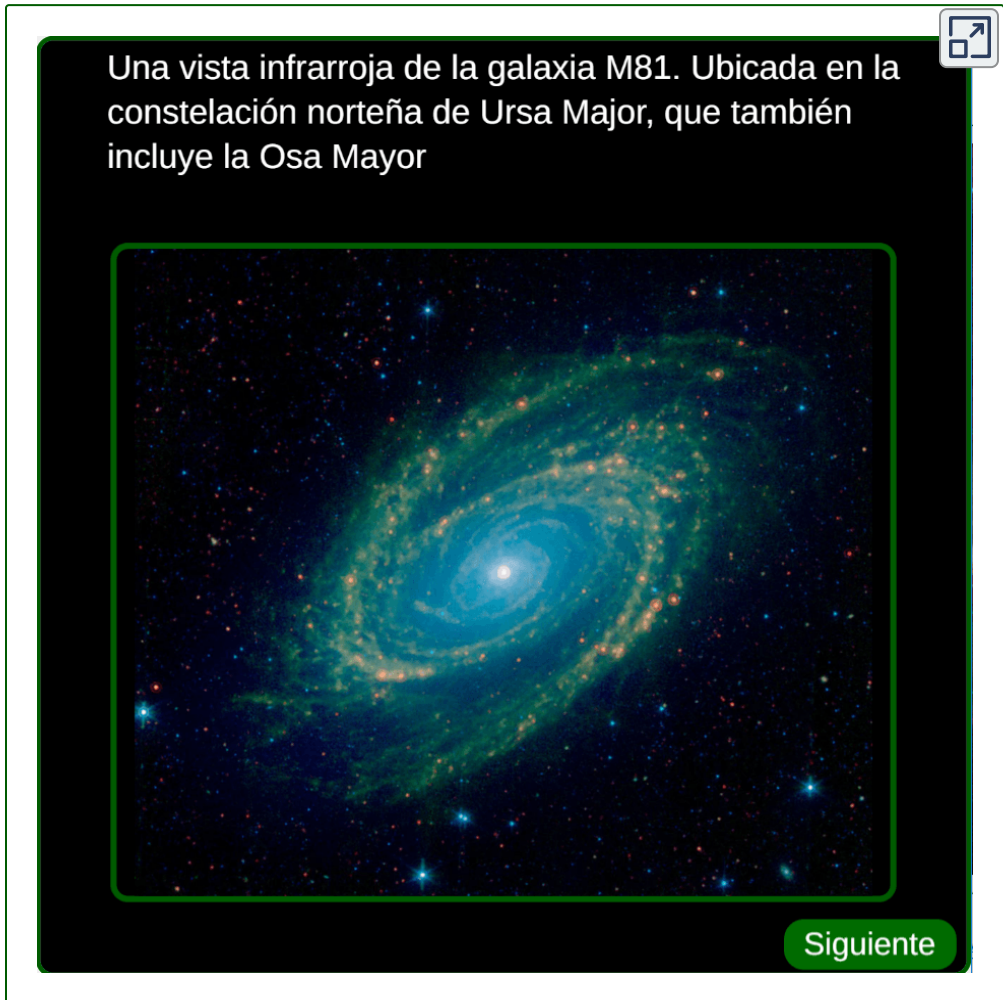 Una vista infrarroja de la galaxia M81. Ubicada en la
constelación norteña de Ursa Major, que también
incluye la Osa Mayor
Siguiente